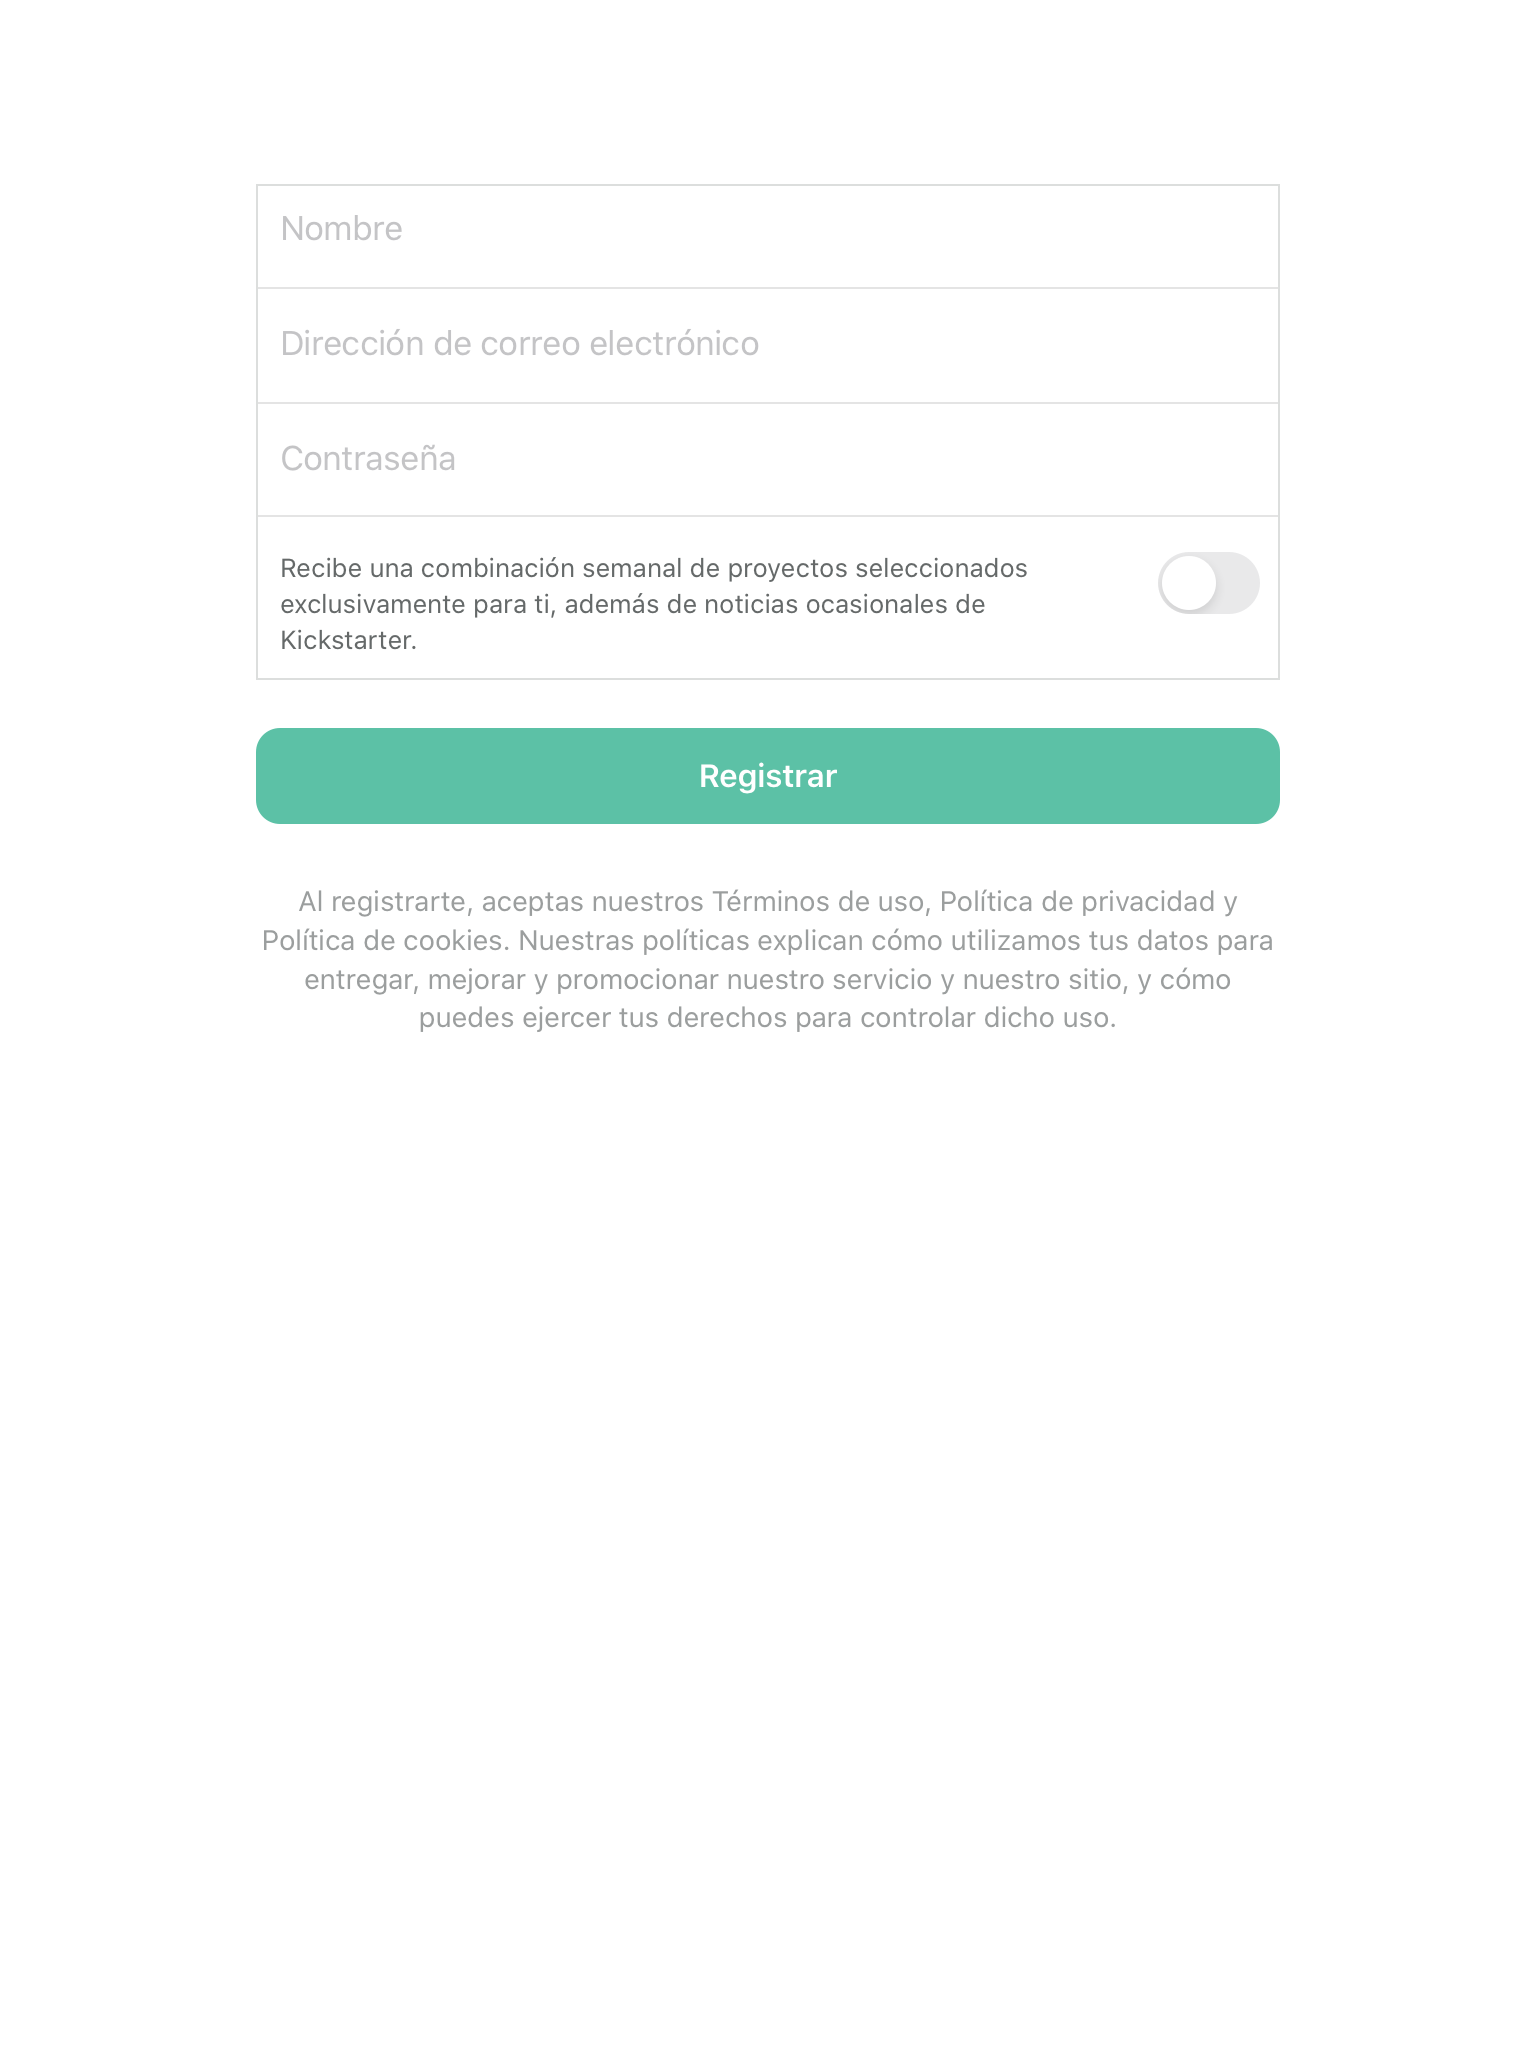 Nombre
Dirección de correo electrónico
Contraseña
Recibe una combinación semanal de proyectos seleccionados
exclusivamente para ti, además de noticias ocasionales de
Kickstarter.
Registrar
Al registrarte, aceptas nuestros Términos de uso, Política de privacidad y
Política de cookies. Nuestras políticas explican cómo utilizamos tus datos para
entregar, mejorar y promocionar nuestro servicio y nuestro sitio, y cómo
puedes ejercer tus derechos para controlar dicho uso.